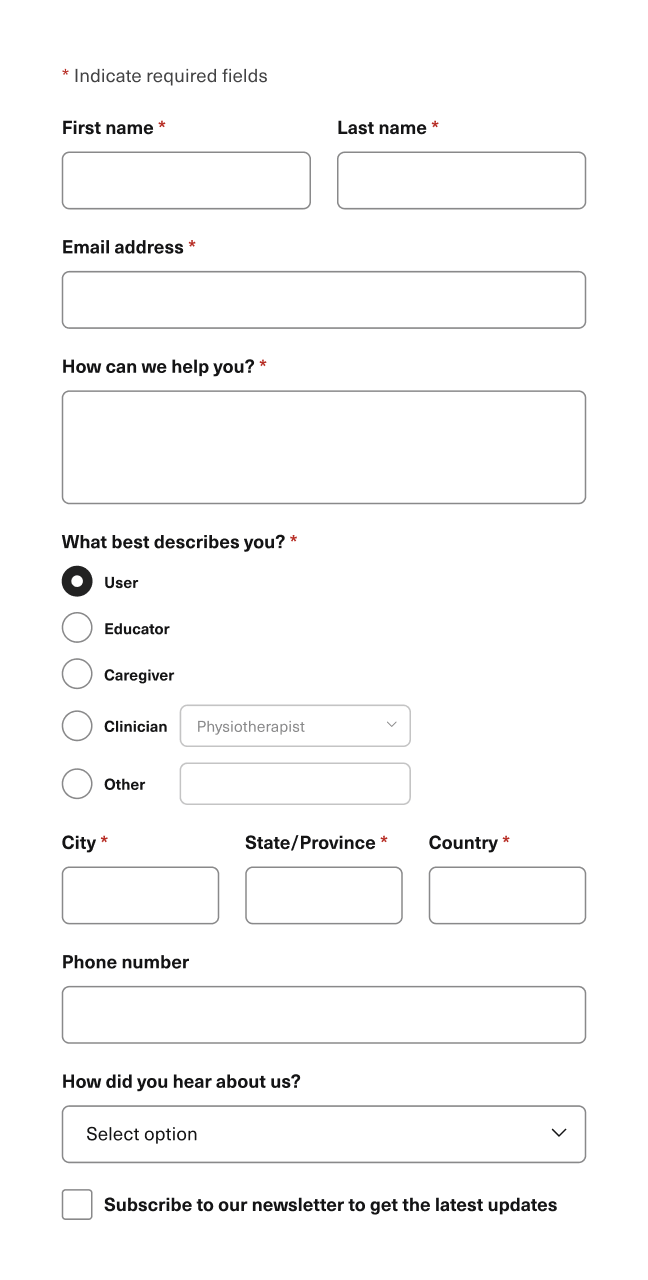 * Indicate required fields
First name * Last name *
Email address *
How can we help you? *
What best describes you? *
User
Educator
Caregiver
Clinician Physiotherapist
Other
City * State/Province * Country *
Phone number
How did you hear about us?
Select option
Subscribe to our newsletter to get the latest updates